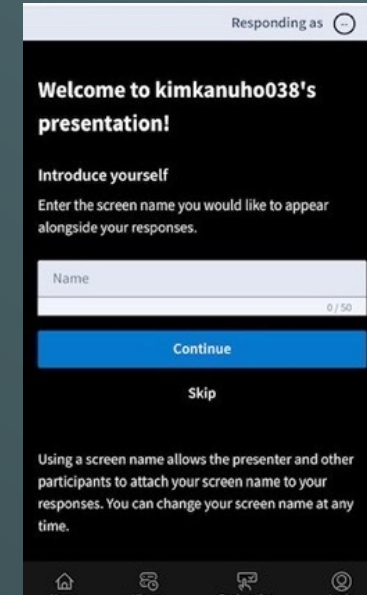 Responding as
Welcome to kimkanuho038's
presentation!
Introduce yourself
Enter the screen name you would like to appear
alongside your responses.
Name
0 / 50
Continue
Skip
Using a screen name allows the presenter and other
participants to attach your screen name to your
responses. You can change your screen name at any
time.